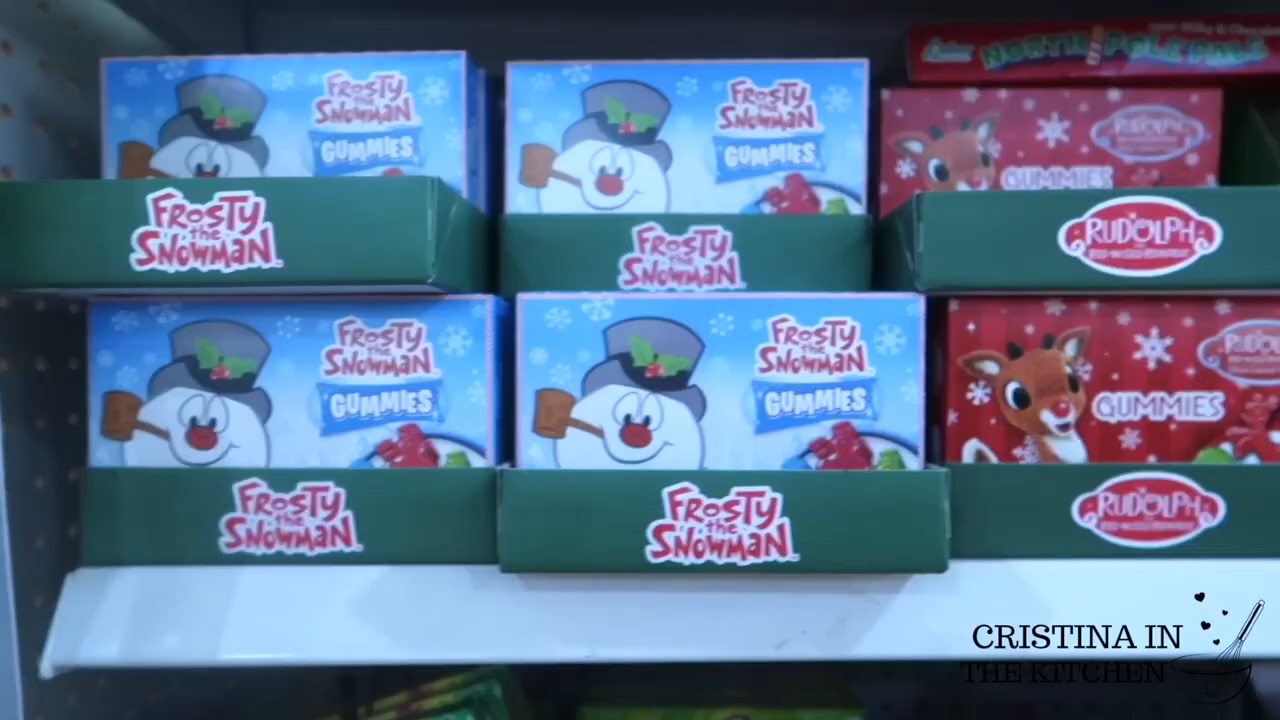 NORTH POLE POLE
FROSTY
the
SNOWMAN
GUMMIES
FROSTY
the
SNOWMAN
GUMMIES
RUDOLPH
GUMMIES
FROSTY
the
SNOWMAN
FROSTY
the
SNOWMAN
RUDOLPH
FROSTY
the
SNOWMAN
GUMMIES
FROSTY
the
SNOWMAN
GUMMIES
GUMMIES
FROSTY
the
SNOWMAN
FROSTY
the
SNOWMAN
RUDOLPH
CRISTINA IN
THE KITCHEN